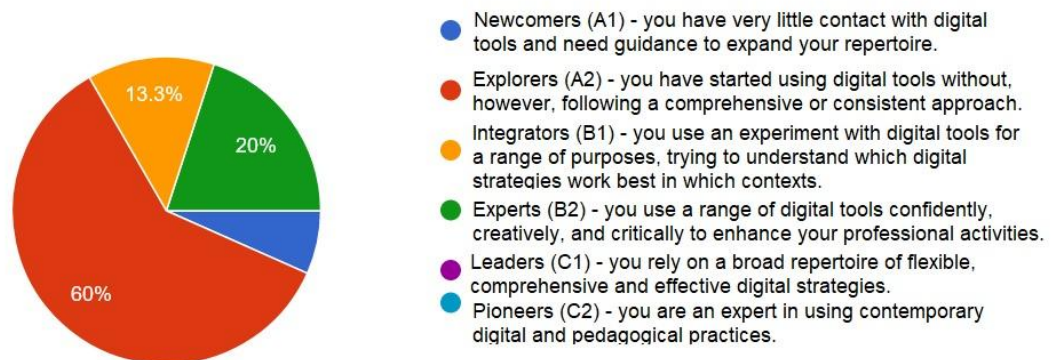 13.3%
20%
60%
Newcomers (A1) - you have very little contact with digital
tools and need guidance to expand your repertoire.
Explorers (A2) - you have started using digital tools without,
however, following a comprehensive or consistent approach.
Integrators (B1) - you use an experiment with digital tools for
a range of purposes, trying to understand which digital
strategies work best in which contexts.
Experts (B2) - you use a range of digital tools confidently,
creatively, and critically to enhance your professional activities.
Leaders (C1) - you rely on a broad repertoire of flexible,
comprehensive and effective digital strategies.
Pioneers (C2) - you are an expert in using contemporary
digital and pedagogical practices.